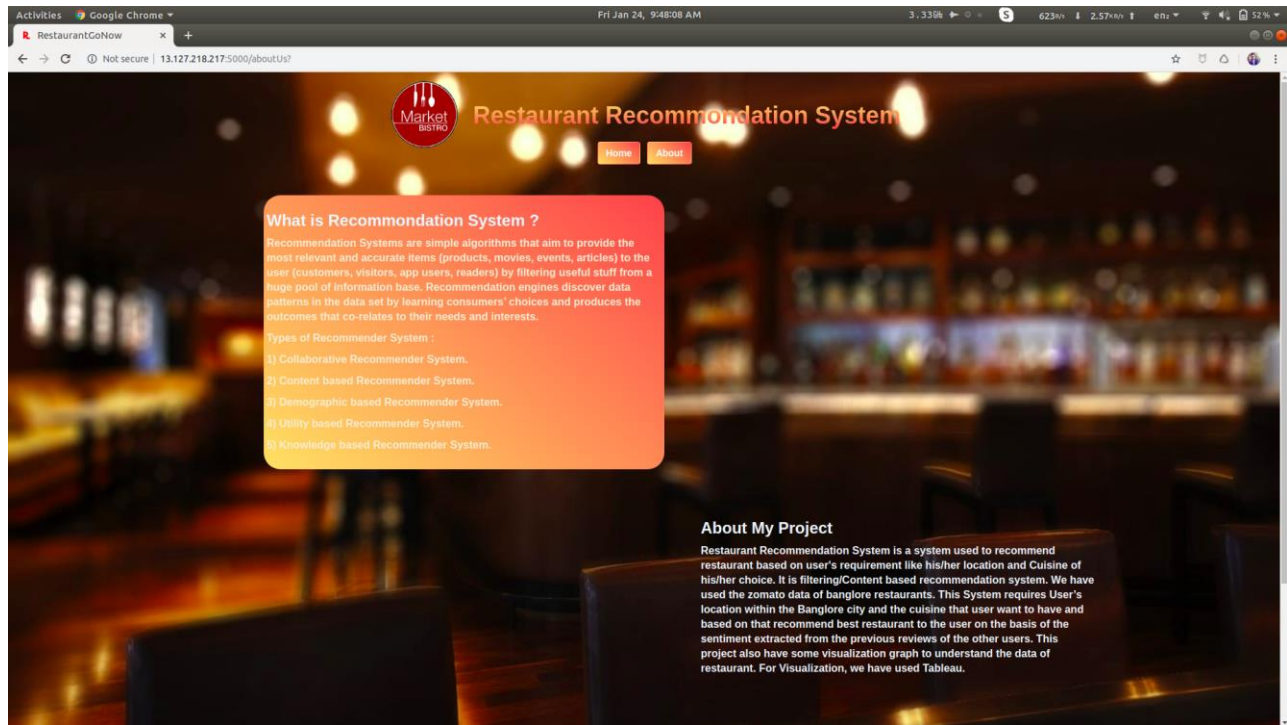 Activities Google Chrome Fri Jan 24, 9:48:08 AM en₂ 52%
RestaurantGoNow
Not secure | 13.127.218.217:5000/aboutUs?
Market
BISTRO
Restaurant Recommondation System
Home About
What is Recommondation System ?
Recommendation Systems are simple algorithms that aim to provide the
most relevant and accurate items (products, movies, events, articles) to the
user (customers, visitors, app users, readers) by filtering useful stuff from a
huge pool of information base. Recommendation engines discover data
patterns in the data set by learning consumers' choices and produces the
outcomes that co-relates to their needs and interests.
Types of Recommender System :
1) Collaborative Recommender System.
2) Content based Recommender System.
3) Demographic based Recommender System.
4) Utility based Recommender System.
5) Knowledge based Recommender System.
About My Project
Restaurant Recommendation System is a system used to recommend
restaurant based on user's requirement like his/her location and Cuisine of
his/her choice. It is filtering/Content based recommendation system. We have
used the zomato data of banglore restaurants. This System requires User's
location within the Banglore city and the cuisine that user want to have and
based on that recommend best restaurant to the user on the basis of the
sentiment extracted from the previous reviews of the other users. This
project also have some visualization graph to understand the data of
restaurant. For Visualization, we have used Tableau.